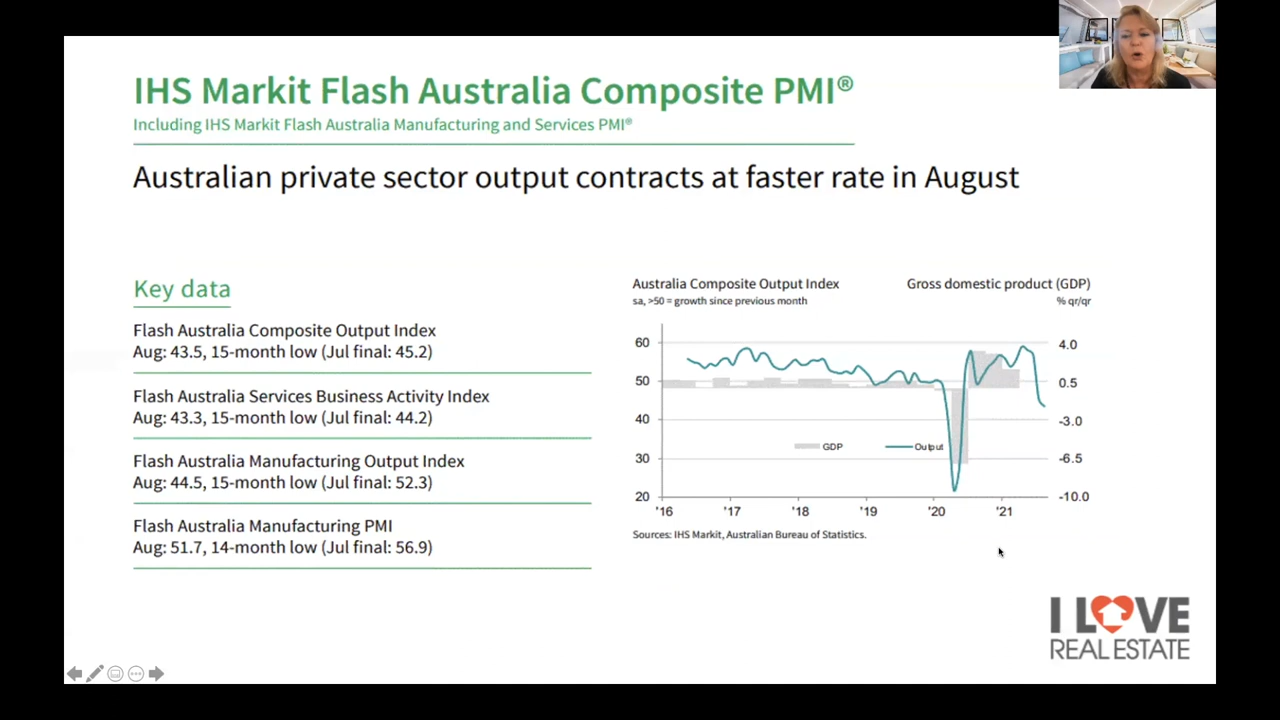 IHS Markit Flash Australia Composite PMI®
Including IHS Markit Flash Australia Manufacturing and Services PMI®
Australian private sector output contracts at faster rate in August
Key data
Flash Australia Composite Output Index
Aug: 43.5, 15-month low (Jul final: 45.2)
Flash Australia Services Business Activity Index
Aug: 43.3, 15-month low (Jul final: 44.2)
Flash Australia Manufacturing Output Index
Aug: 44.5, 15-month low (Jul final: 52.3)
Flash Australia Manufacturing PMI
Aug: 51.7, 14-month low (Jul final: 56.9)
Australia Composite Output Index
sa, >50 = growth since previous month
Gross domestic product (GDP)
% qr/qr
60 4.0
50 0.5
40 -3.0
GDP Output
30 -6.5
20 -10.0
'16 '17 '18 '19 '20 '21
Sources: IHS Markit, Australian Bureau of Statistics.
I LOVE
REAL ESTATE